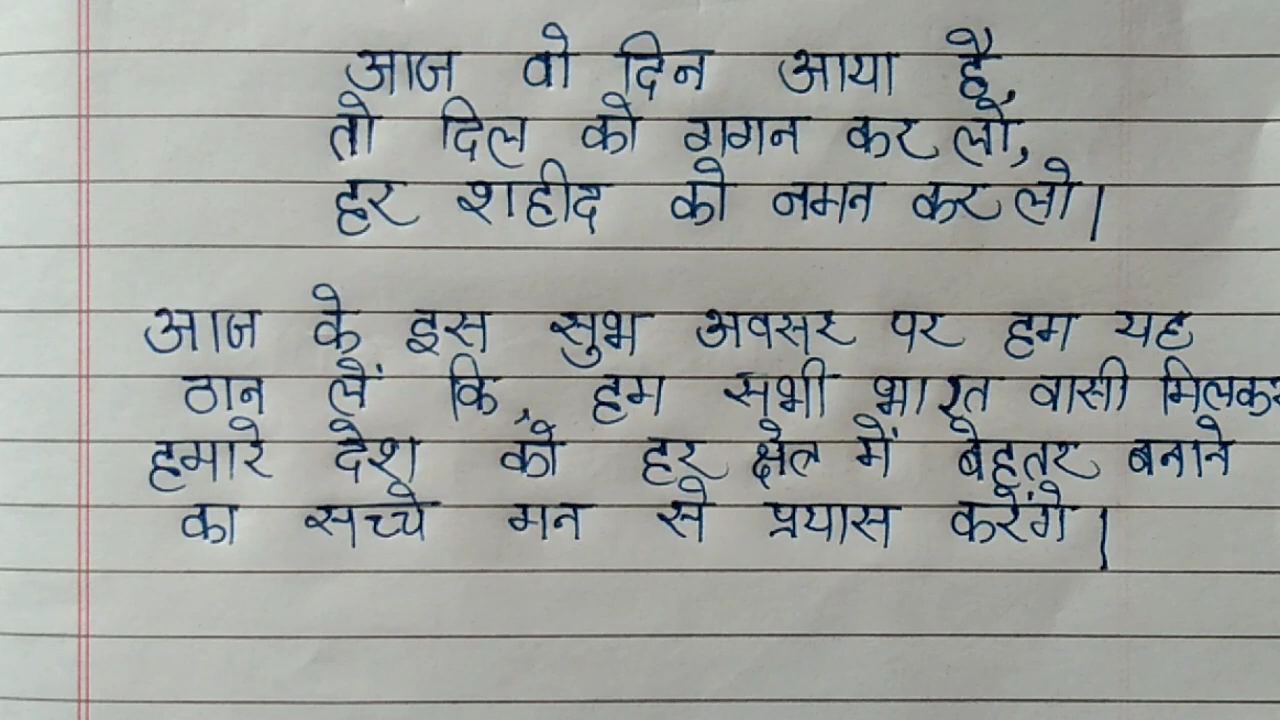 आज वो दिन आया है,
तो दिल को गगन कर लो,
हर शहीद को नमन कर लो।
आज के इस सुभ अवसर पर हम यह
ठान लें कि, हम सभी भारत वासी मिलकर
हमारे देश को हर क्षेत्र में बेहतर बनाने
का सच्चे मन से प्रयास करेंगे।